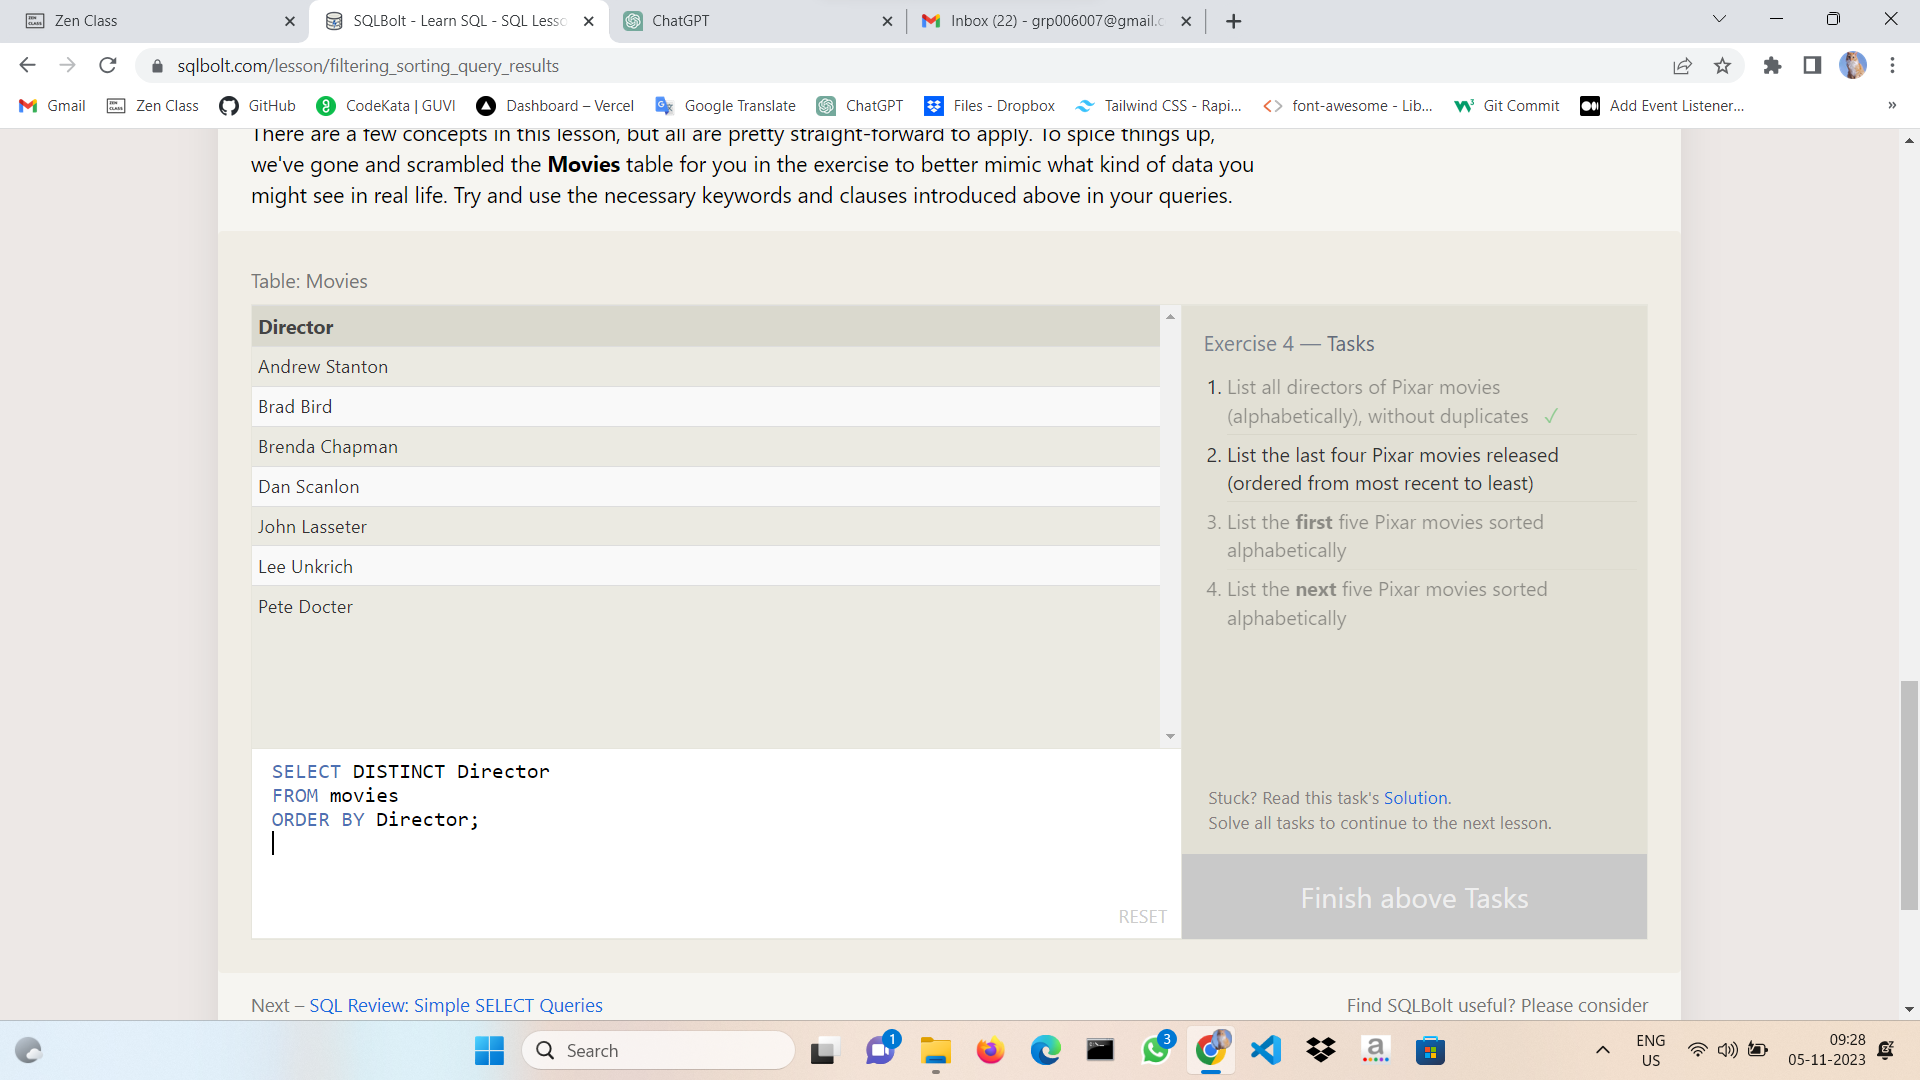 Zen Class
SQLBolt - Learn SQL - SQL Lesso
ChatGPT
Inbox (22) - grp006007@gmail.c
sqlbolt.com/lesson/filtering_sorting_query_results
Gmail
Zen Class
GitHub
CodeKata | GUVI
Dashboard – Vercel
Google Translate
ChatGPT
Files - Dropbox
Tailwind CSS - Rapi...
font-awesome - Lib...
Git Commit
Add Event Listener...
»
There are a few concepts in this lesson, but all are pretty straight-forward to apply. To spice things up,
we've gone and scrambled the Movies table for you in the exercise to better mimic what kind of data you
might see in real life. Try and use the necessary keywords and clauses introduced above in your queries.
Table: Movies
Director
Andrew Stanton
Brad Bird
Brenda Chapman
Dan Scanlon
John Lasseter
Lee Unkrich
Pete Docter
SELECT DISTINCT Director
FROM movies
ORDER BY Director;
RESET
Exercise 4 — Tasks
1. List all directors of Pixar movies
(alphabetically), without duplicates ✓
2. List the last four Pixar movies released
(ordered from most recent to least)
3. List the first five Pixar movies sorted
alphabetically
4. List the next five Pixar movies sorted
alphabetically
Stuck? Read this task's Solution.
Solve all tasks to continue to the next lesson.
Finish above Tasks
Next – SQL Review: Simple SELECT Queries
Find SQLBolt useful? Please consider
Search
1
3
a
ENG
US
09:28
05-11-2023